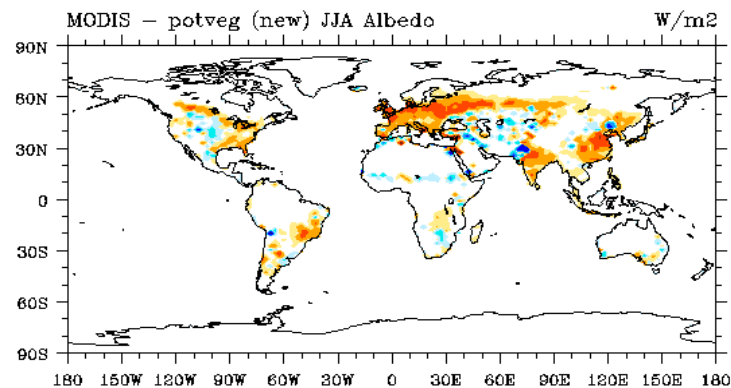 MODIS – potveg (new) JJA Albedo W/m2
90N
60N
30N
0
30S
60S
90S
180 150W 120W 90W 60W 30W 0 30E 60E 90E 120E 150E 180